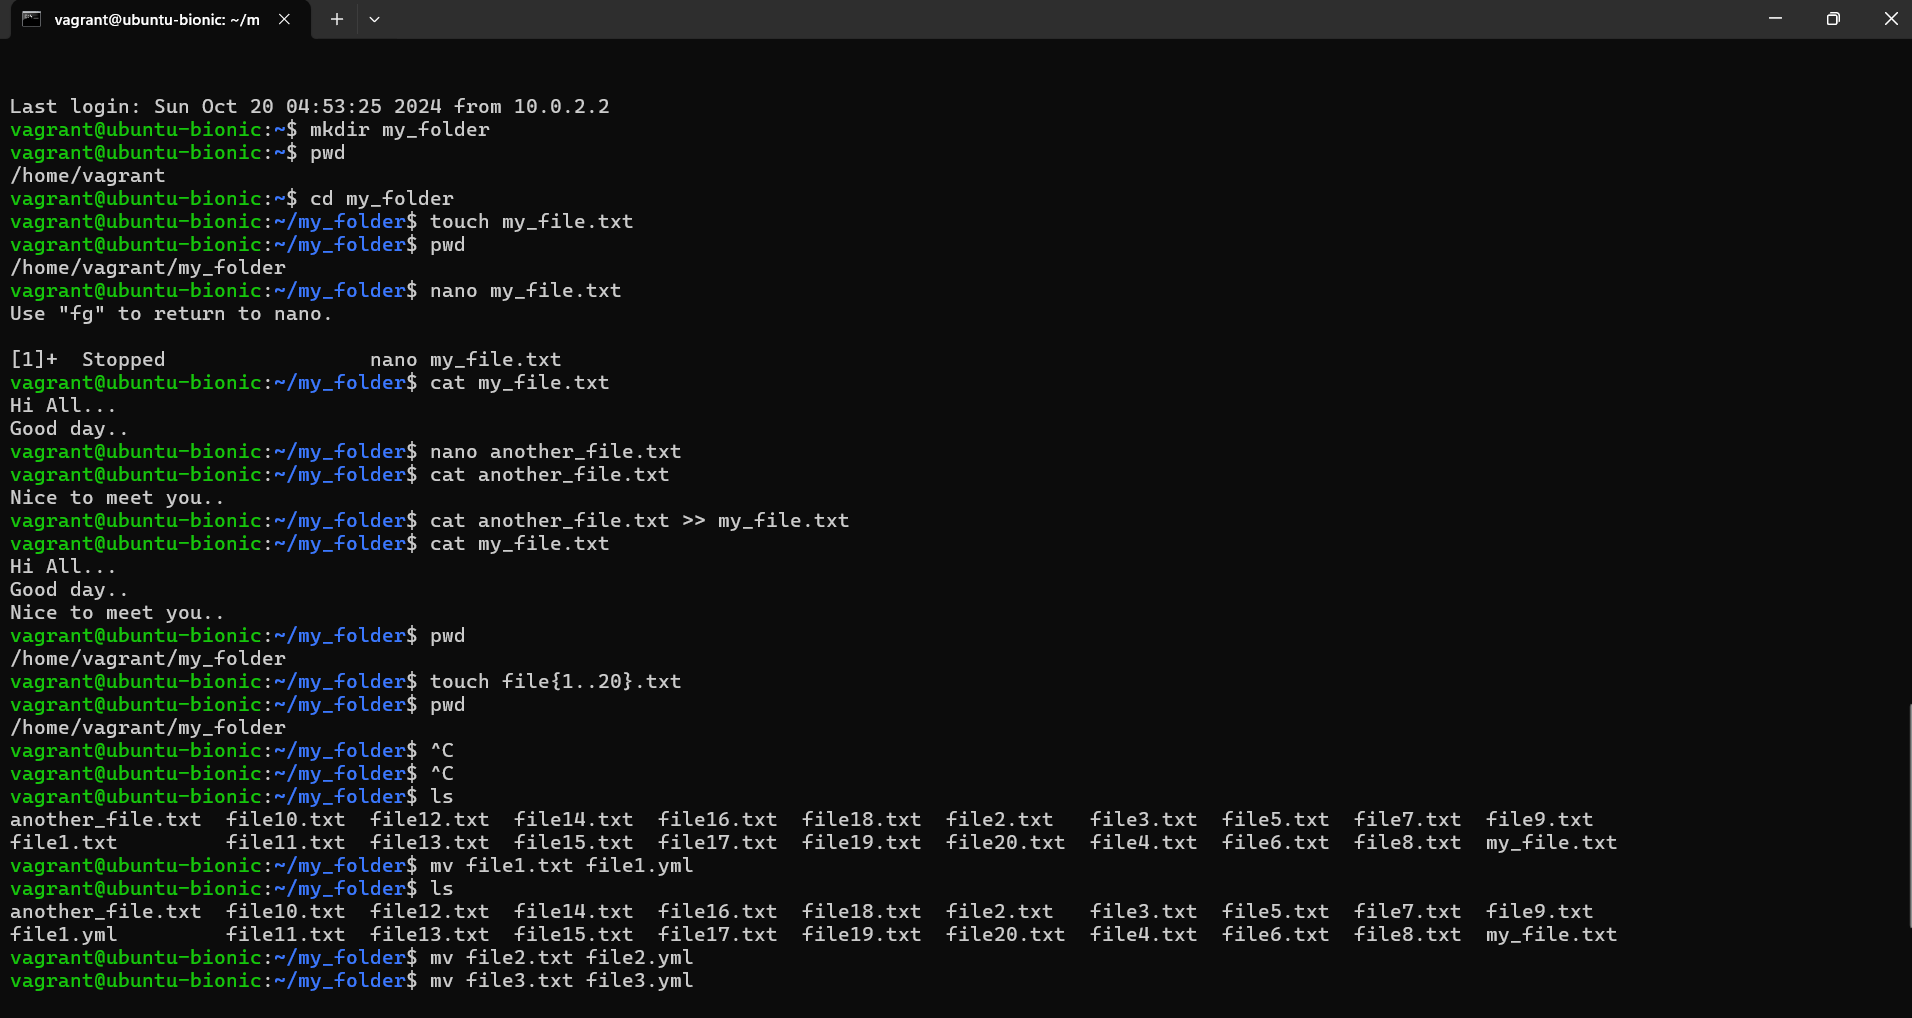 vagrant@ubuntu-bionic: ~/m
Last login: Sun Oct 20 04:53:25 2024 from 10.0.2.2
vagrant@ubuntu-bionic:~$ mkdir my_folder
vagrant@ubuntu-bionic:~$ pwd
/home/vagrant
vagrant@ubuntu-bionic:~$ cd my_folder
vagrant@ubuntu-bionic:~/my_folder$ touch my_file.txt
vagrant@ubuntu-bionic:~/my_folder$ pwd
/home/vagrant/my_folder
vagrant@ubuntu-bionic:~/my_folder$ nano my_file.txt
Use "fg" to return to nano.
[1]+  Stopped                 nano my_file.txt
vagrant@ubuntu-bionic:~/my_folder$ cat my_file.txt
Hi All...
Good day..
vagrant@ubuntu-bionic:~/my_folder$ nano another_file.txt
vagrant@ubuntu-bionic:~/my_folder$ cat another_file.txt
Nice to meet you..
vagrant@ubuntu-bionic:~/my_folder$ cat another_file.txt >> my_file.txt
vagrant@ubuntu-bionic:~/my_folder$ cat my_file.txt
Hi All...
Good day..
Nice to meet you..
vagrant@ubuntu-bionic:~/my_folder$ pwd
/home/vagrant/my_folder
vagrant@ubuntu-bionic:~/my_folder$ touch file{1..20}.txt
vagrant@ubuntu-bionic:~/my_folder$ pwd
/home/vagrant/my_folder
vagrant@ubuntu-bionic:~/my_folder$ ^C
vagrant@ubuntu-bionic:~/my_folder$ ^C
vagrant@ubuntu-bionic:~/my_folder$ ls
another_file.txt  file10.txt  file12.txt  file14.txt  file16.txt  file18.txt  file2.txt   file3.txt  file5.txt  file7.txt  file9.txt
file1.txt         file11.txt  file13.txt  file15.txt  file17.txt  file19.txt  file20.txt  file4.txt  file6.txt  file8.txt  my_file.txt
vagrant@ubuntu-bionic:~/my_folder$ mv file1.txt file1.yml
vagrant@ubuntu-bionic:~/my_folder$ ls
another_file.txt  file10.txt  file12.txt  file14.txt  file16.txt  file18.txt  file2.txt   file3.txt  file5.txt  file7.txt  file9.txt
file1.yml         file11.txt  file13.txt  file15.txt  file17.txt  file19.txt  file20.txt  file4.txt  file6.txt  file8.txt  my_file.txt
vagrant@ubuntu-bionic:~/my_folder$ mv file2.txt file2.yml
vagrant@ubuntu-bionic:~/my_folder$ mv file3.txt file3.yml